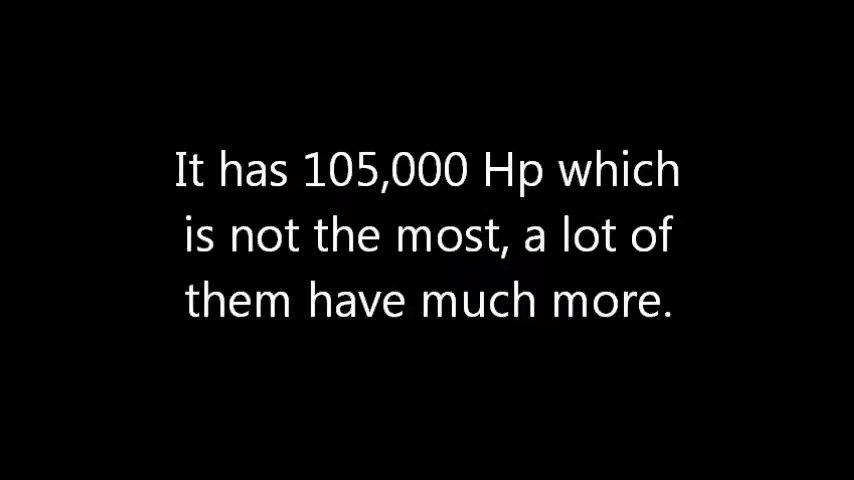 It has 105,000 Hp which
is not the most, a lot of
them have much more.